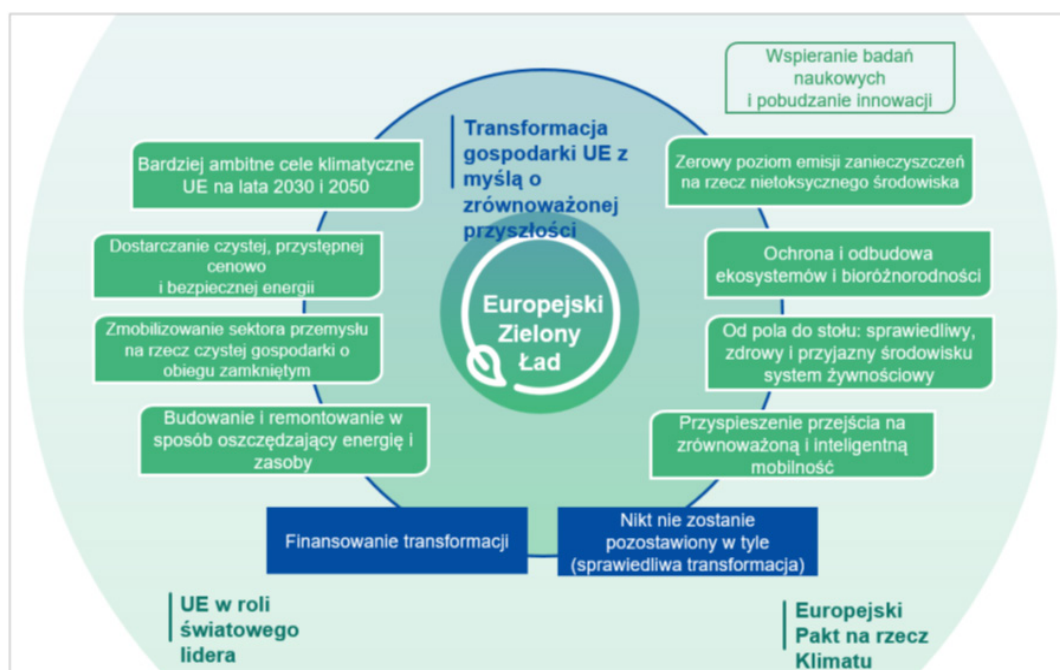 Wspieranie badań
naukowych
i pobudzanie innowacji
Transformacja
gospodarki UE z
myślą o
zrównoważonej
przyszłości
Bardziej ambitne cele klimatyczne
UE na lata 2030 i 2050
Zerowy poziom emisji zanieczyszczeń
na rzecz nietoksycznego środowiska
Dostarczanie czystej, przystępnej
cenowo
i bezpiecznej energii
Ochrona i odbudowa
ekosystemów i bioróżnorodności
Europejski
Zielony
Ład
Zmobilizowanie sektora przemysłu
na rzecz czystej gospodarki o
obiegu zamkniętym
Od pola do stołu: sprawiedliwy,
zdrowy i przyjazny środowisku
system żywnościowy
Budowanie i remontowanie w
sposób oszczędzający energię i
zasoby
Przyspieszenie przejścia na
zrównoważoną i inteligentną
mobilność
Finansowanie transformacji
Nikt nie zostanie
pozostawiony w tyle
(sprawiedliwa transformacja)
UE w roli
światowego
lidera
Europejski
Pakt na rzecz
Klimatu